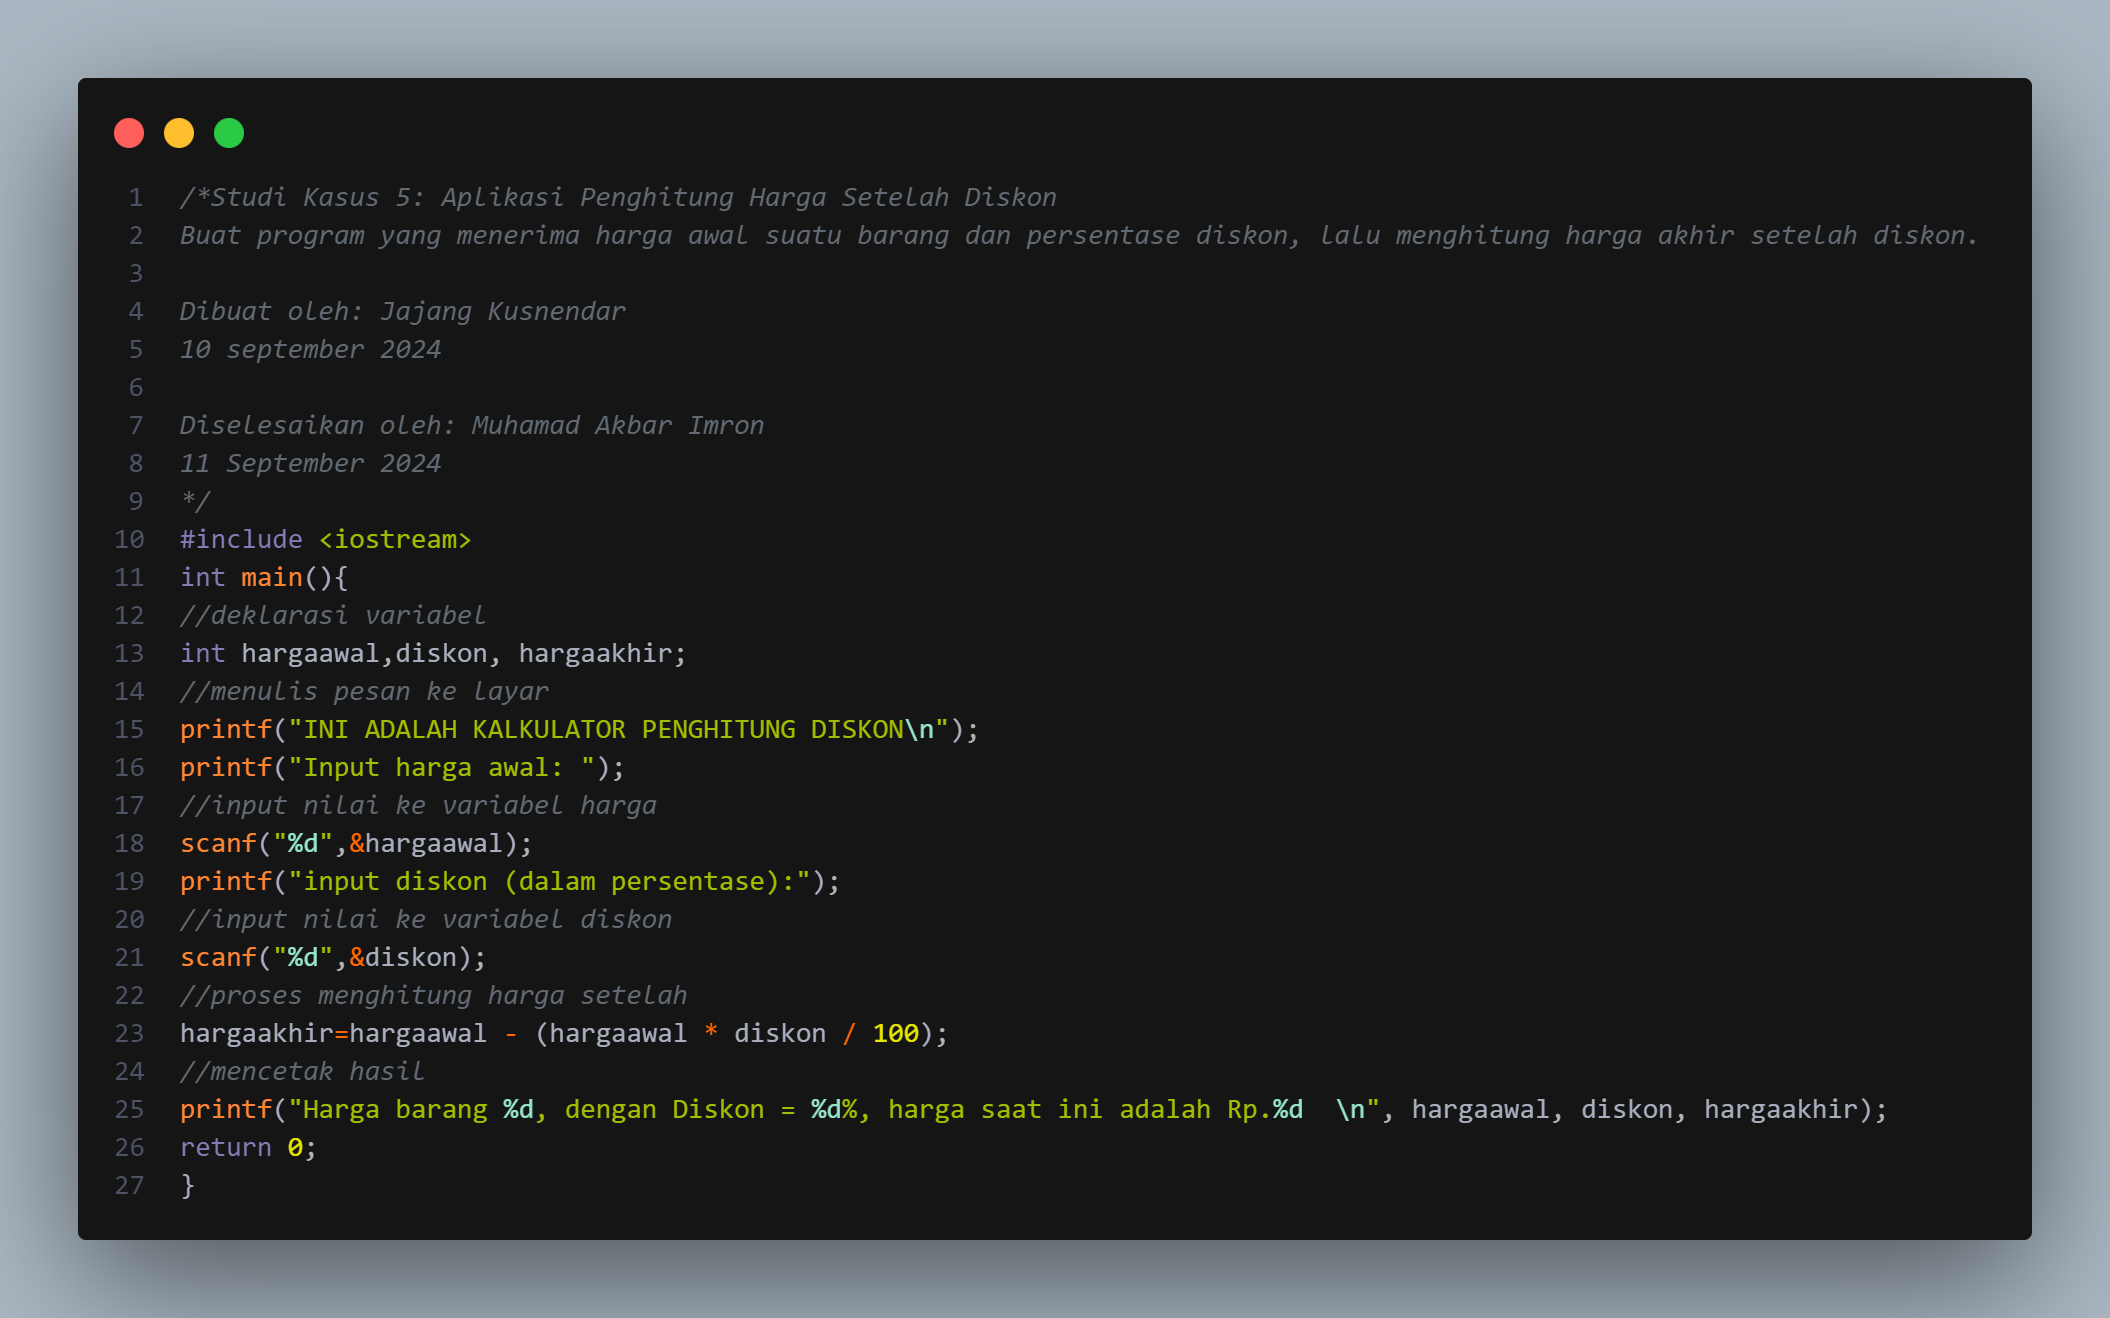 1 /*Studi Kasus 5: Aplikasi Penghitung Harga Setelah Diskon
2 Buat program yang menerima harga awal suatu barang dan persentase diskon, lalu menghitung harga akhir setelah diskon.
3
4 Dibuat oleh: Jajang Kusnendar
5 10 september 2024
6
7 Diselesaikan oleh: Muhamad Akbar Imron
8 11 September 2024
9 */
10 #include <iostream>
11 int main(){
12 //deklarasi variabel
13 int hargaawal,diskon, hargaakhir;
14 //menulis pesan ke layar
15 printf("INI ADALAH KALKULATOR PENGHITUNG DISKON\n");
16 printf("Input harga awal: ");
17 //input nilai ke variabel harga
18 scanf("%d",&hargaawal);
19 printf("input diskon (dalam persentase):");
20 //input nilai ke variabel diskon
21 scanf("%d",&diskon);
22 //proses menghitung harga setelah
23 hargaakhir=hargaawal - (hargaawal * diskon / 100);
24 //mencetak hasil
25 printf("Harga barang %d, dengan Diskon = %d%, harga saat ini adalah Rp.%d  \n", hargaawal, diskon, hargaakhir);
26 return 0;
27 }